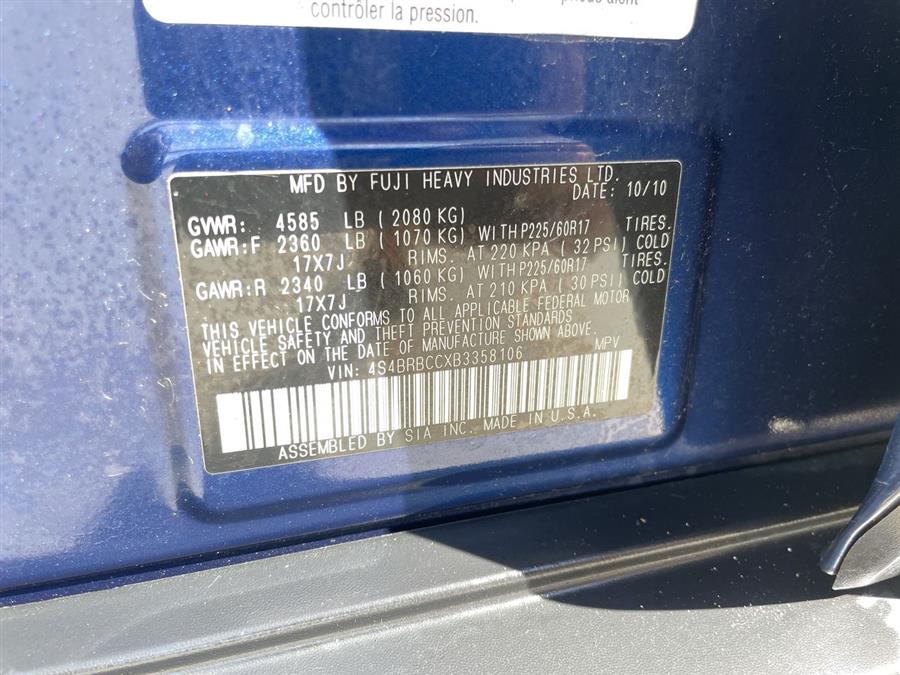 contrôler la pression.
MFD BY FUJI HEAVY INDUSTRIES LTD.
DATE: 10/10
GVWR: 4585 LB (2080 KG)
GAWR:F 2360 LB (1070 KG) WITH P225/60R17 TIRES.
17X7J RIMS. AT 220 KPA (32 PSI) COLD
GAWR:R 2340 LB (1060 KG) WITH P225/60R17 TIRES.
17X7J RIMS. AT 210 KPA (30 PSI) COLD
THIS VEHICLE CONFORMS TO ALL APPLICABLE FEDERAL MOTOR
VEHICLE SAFETY AND THEFT PREVENTION STANDARDS
IN EFFECT ON THE DATE OF MANUFACTURE SHOWN ABOVE.
VIN: 4S4BRBCCXB3358106 MPV
ASSEMBLED BY SIA INC. MADE IN U.S.A.